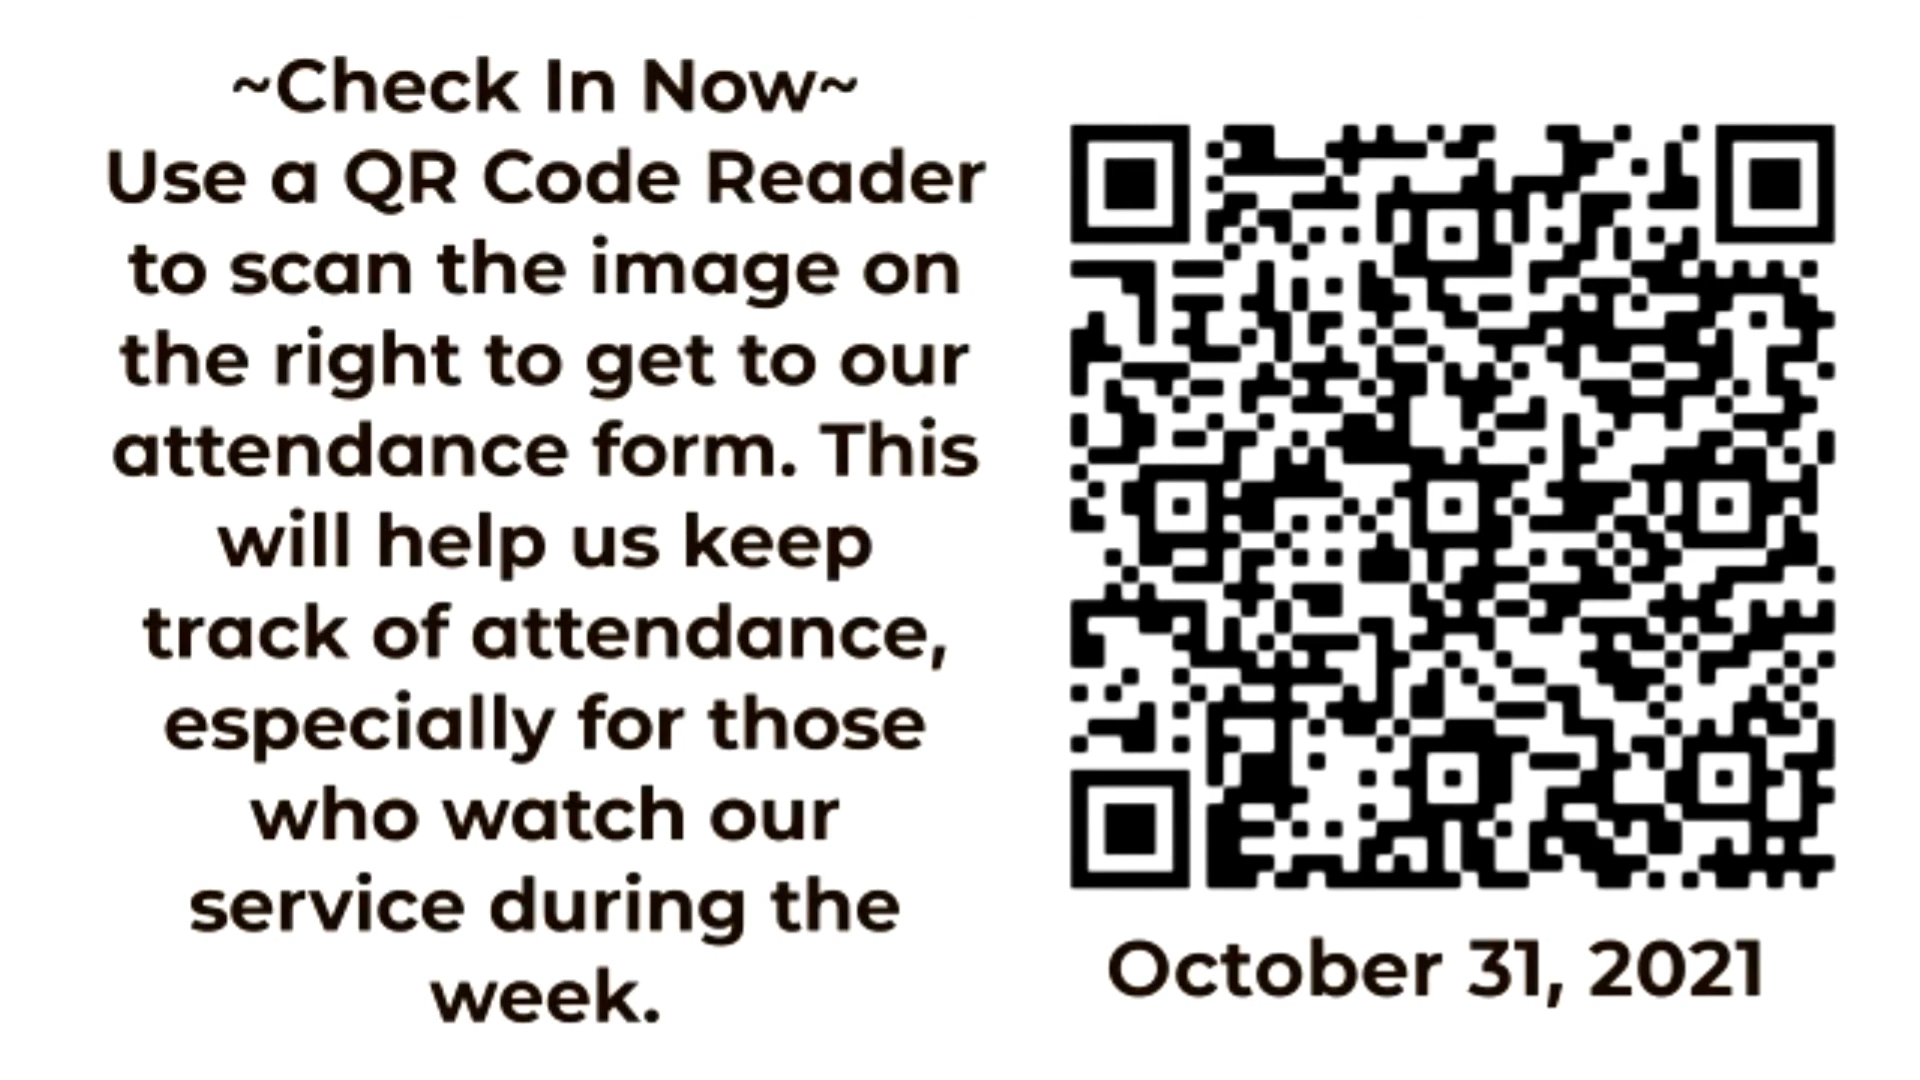 ~Check In Now~
Use a QR Code Reader
to scan the image on
the right to get to our
attendance form. This
will help us keep
track of attendance,
especially for those
who watch our
service during the
week.
October 31, 2021